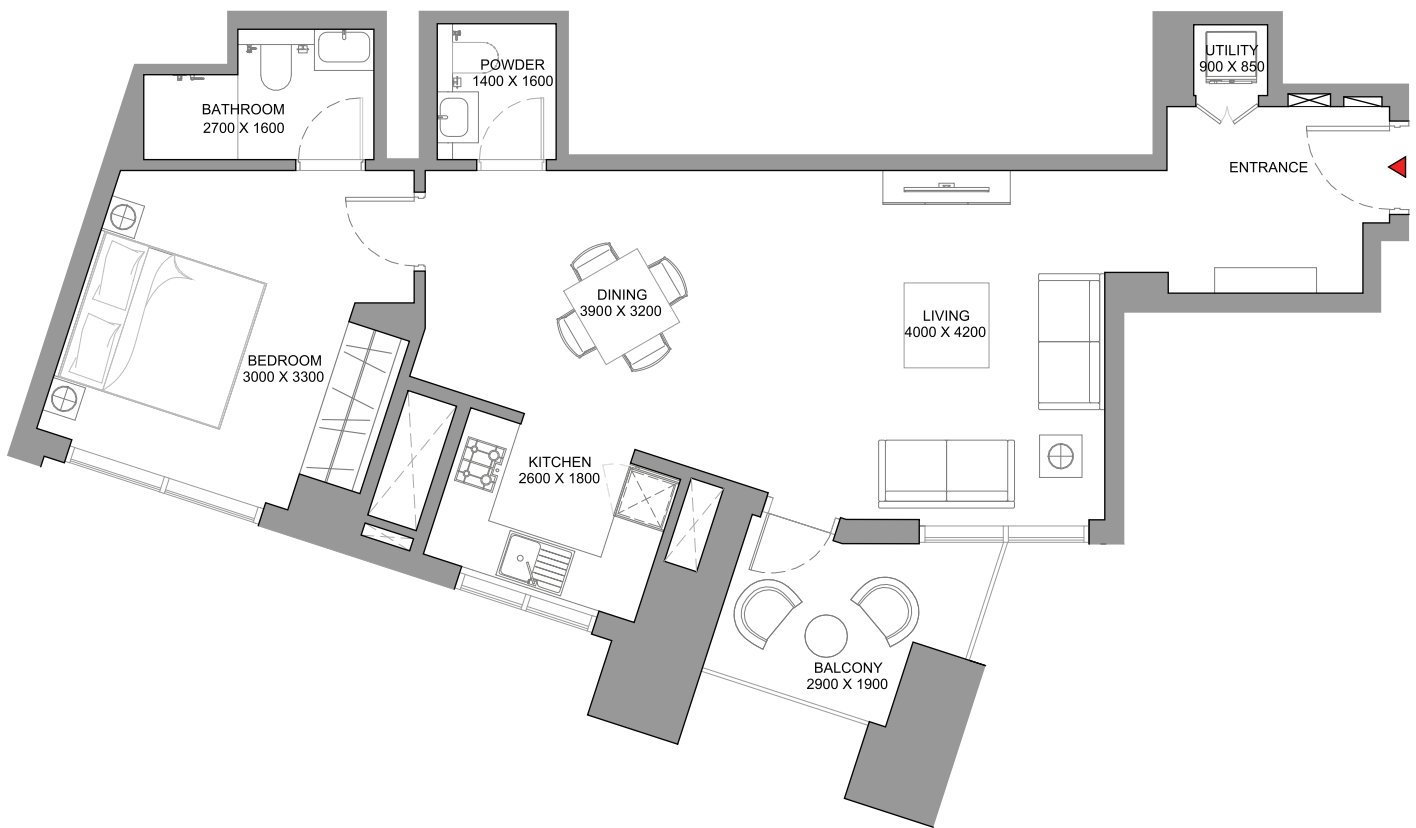 UTILITY
900 X 850
POWDER
1400 X 1600
BATHROOM
2700 X 1600
ENTRANCE
DINING
3900 X 3200
LIVING
4000 X 4200
BEDROOM
3000 X 3300
KITCHEN
2600 X 1800
BALCONY
2900 X 1900